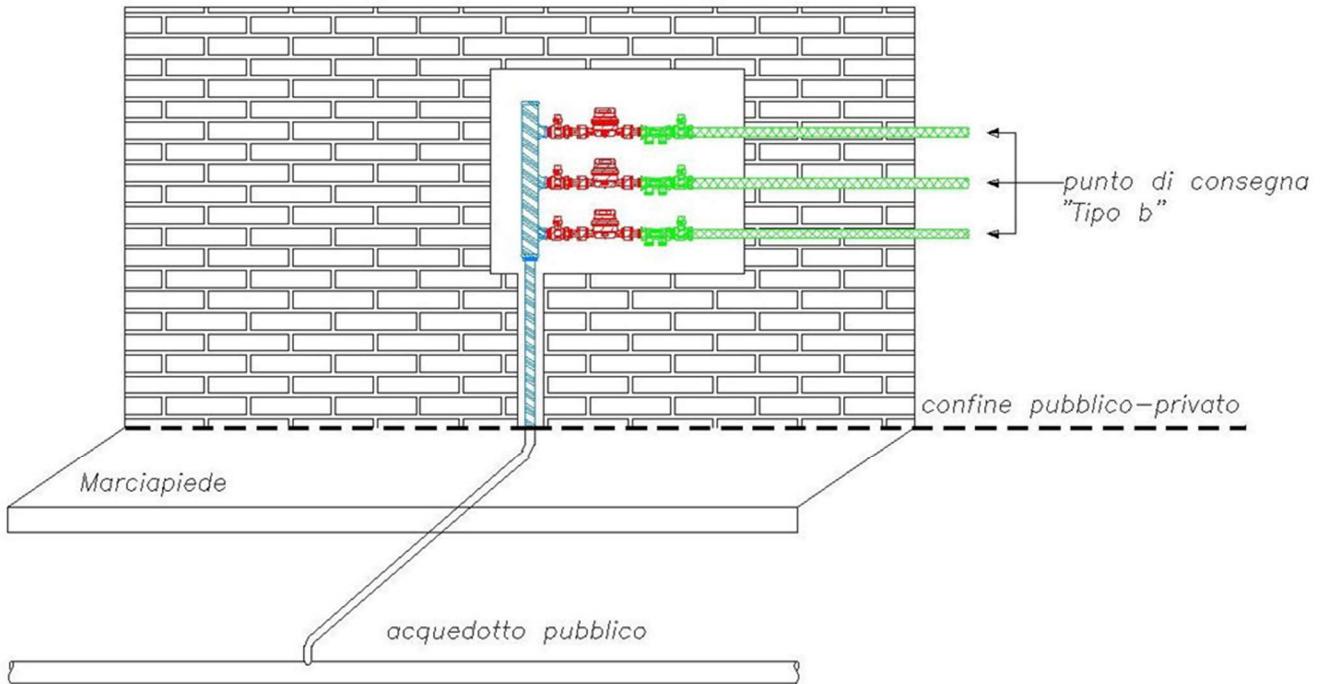 punto di consegna
"Tipo b"
confine pubblico-privato
Marciapiede
acquedotto pubblico